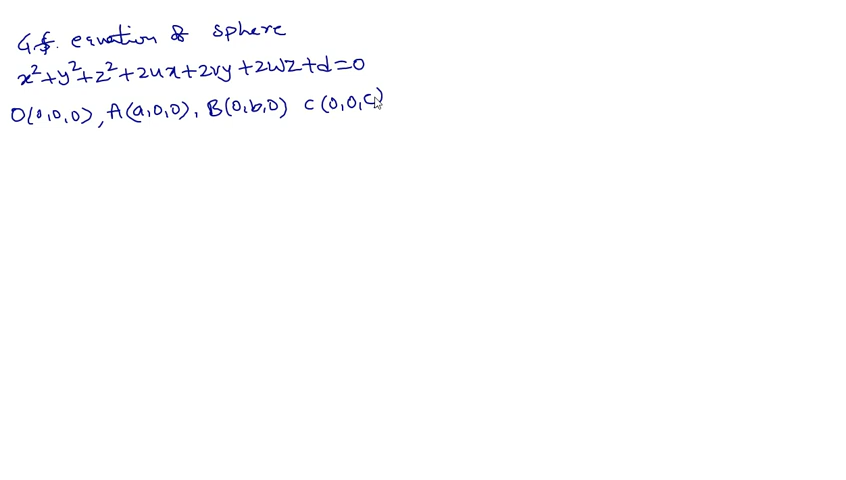 G.f. equation of sphere
x²+y²+z²+2ux+2vy+2wz+d=0
O(0,0,0), A(a,0,0), B(0,b,0) C(0,0,c)